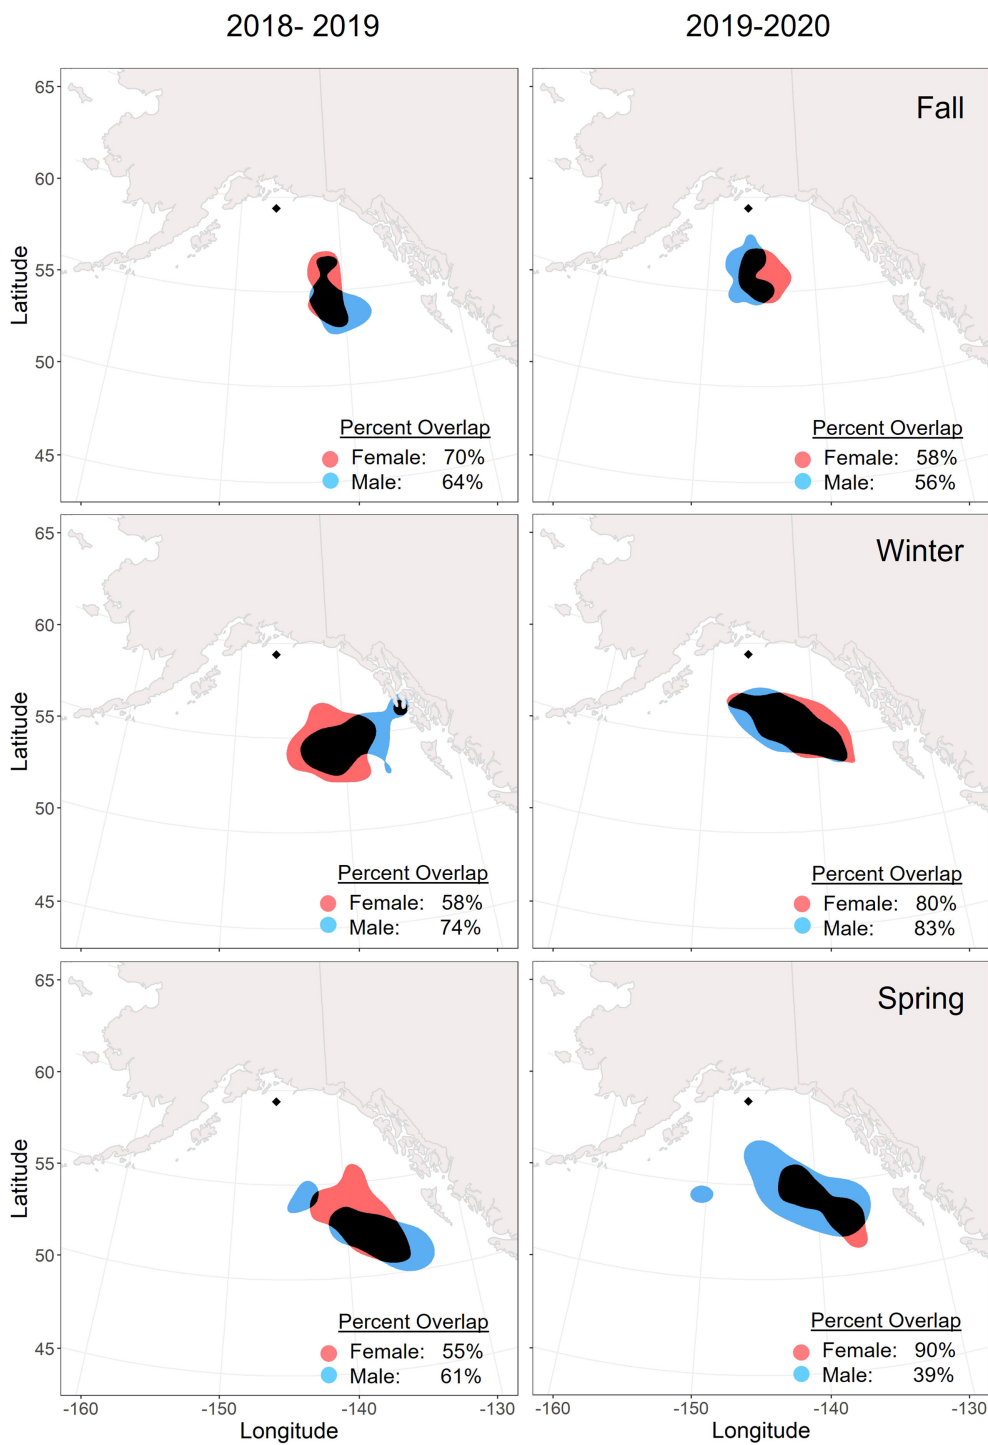 2018- 2019
2019-2020
Fall
65
60
55
50
45
Latitude
Percent Overlap
Female: 70%
Male: 64%
Percent Overlap
Female: 58%
Male: 56%
Winter
65
60
55
50
45
Latitude
Percent Overlap
Female: 58%
Male: 74%
Percent Overlap
Female: 80%
Male: 83%
Spring
65
60
55
50
45
Latitude
Percent Overlap
Female: 55%
Male: 61%
Percent Overlap
Female: 90%
Male: 39%
-160 -150 -140 -130
-160 -150 -140 -130
Longitude
Longitude